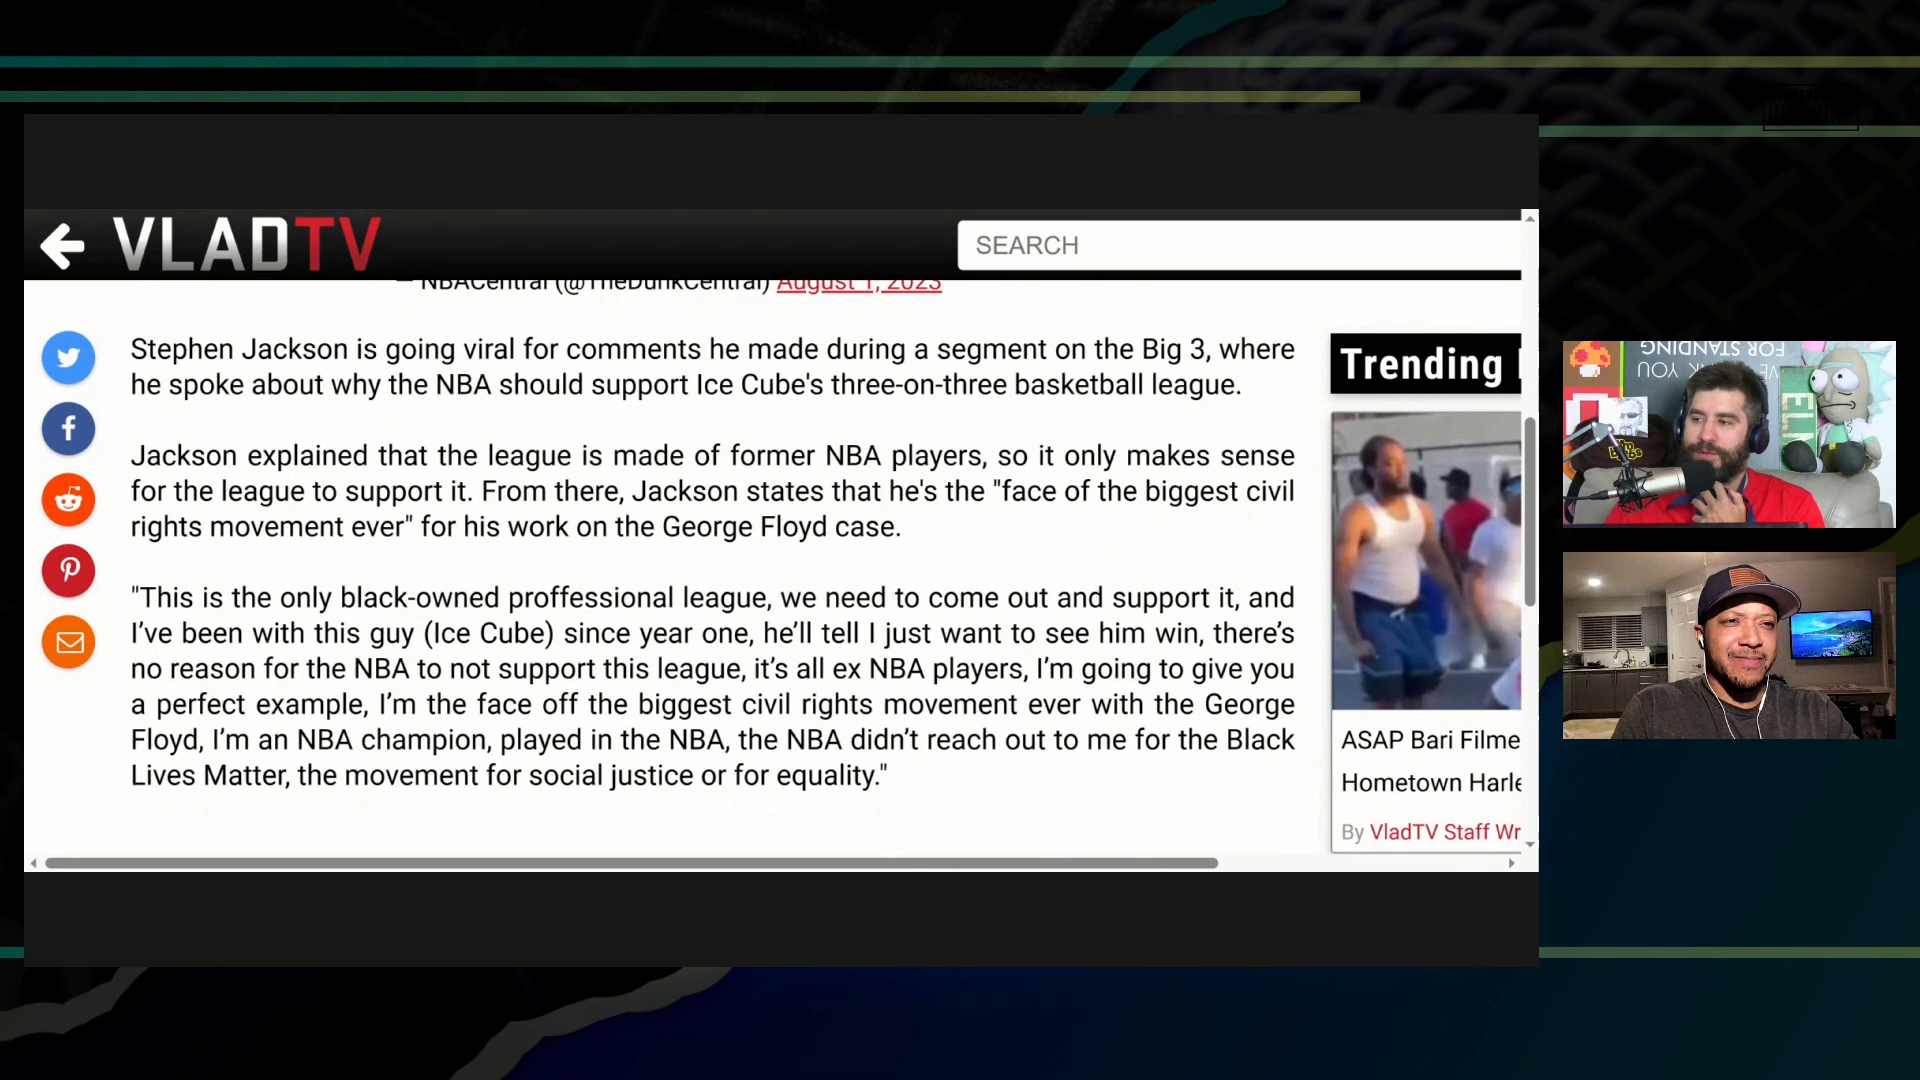 VLADTV
SEARCH
— NBACentral (@TheDunkCentral) August 1, 2023
Stephen Jackson is going viral for comments he made during a segment on the Big 3, where
he spoke about why the NBA should support Ice Cube's three-on-three basketball league.
Jackson explained that the league is made of former NBA players, so it only makes sense
for the league to support it. From there, Jackson states that he's the "face of the biggest civil
rights movement ever" for his work on the George Floyd case.
"This is the only black-owned proffessional league, we need to come out and support it, and
I’ve been with this guy (Ice Cube) since year one, he’ll tell I just want to see him win, there’s
no reason for the NBA to not support this league, it’s all ex NBA players, I’m going to give you
a perfect example, I’m the face off the biggest civil rights movement ever with the George
Floyd, I’m an NBA champion, played in the NBA, the NBA didn’t reach out to me for the Black
Lives Matter, the movement for social justice or for equality."
Trending
ASAP Bari Filme
Hometown Harle
By VladTV Staff Wr
FOR STANDING
YOU